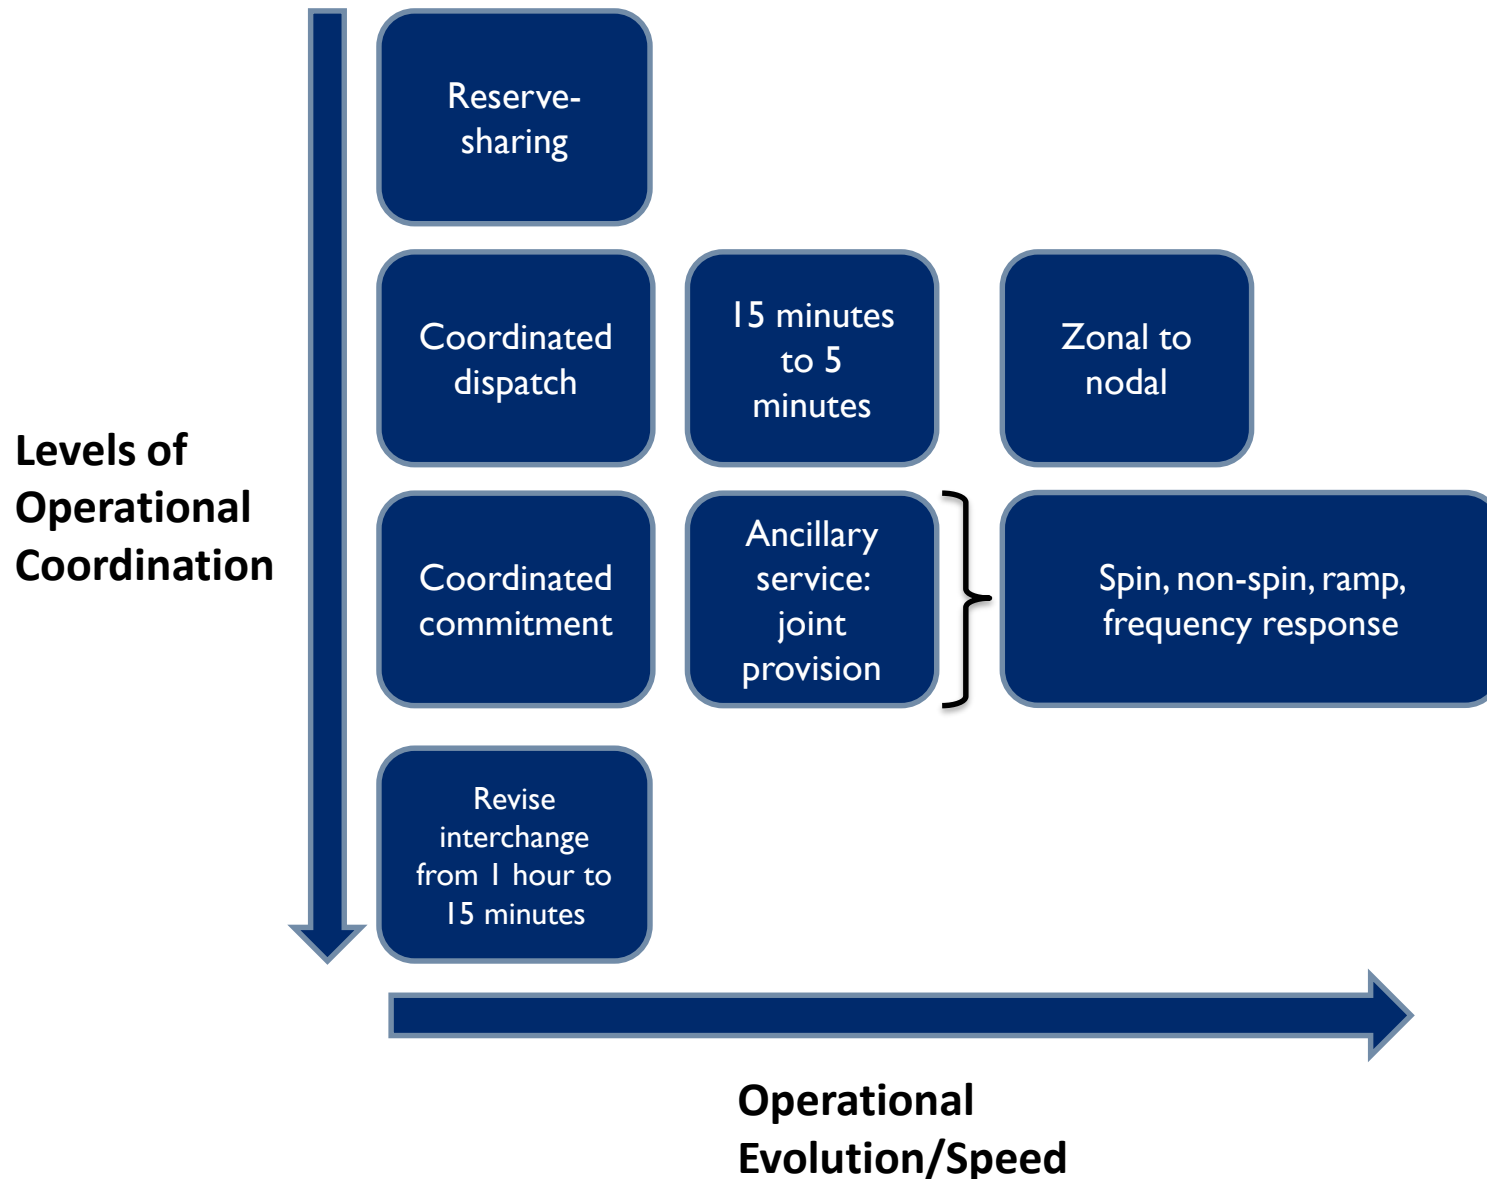 Reserve-
sharing
Coordinated
dispatch
15 minutes
to 5
minutes
Zonal to
nodal
Levels of
Operational
Coordination
Coordinated
commitment
Ancillary
service:
joint
provision
Spin, non-spin, ramp,
frequency response
Revise
interchange
from 1 hour to
15 minutes
Operational
Evolution/Speed